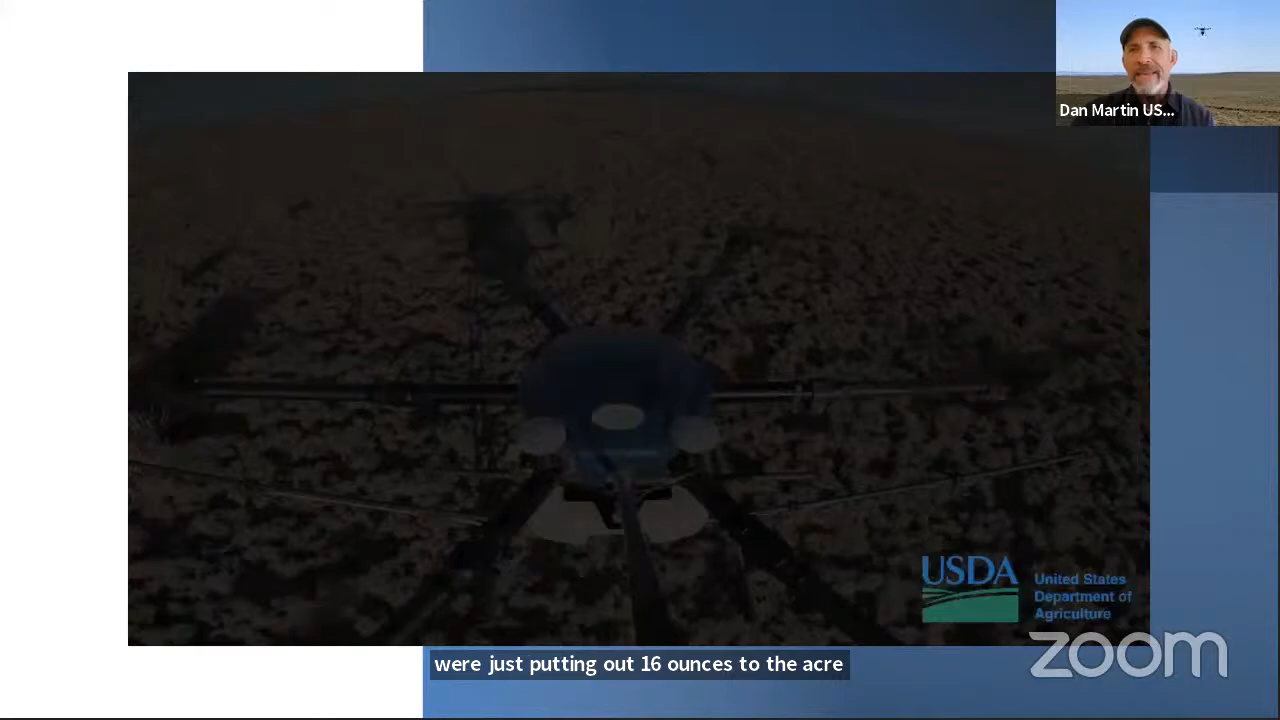 Dan Martin US...
USDA
United States
Department of
Agriculture
were just putting out 16 ounces to the acre
zoom